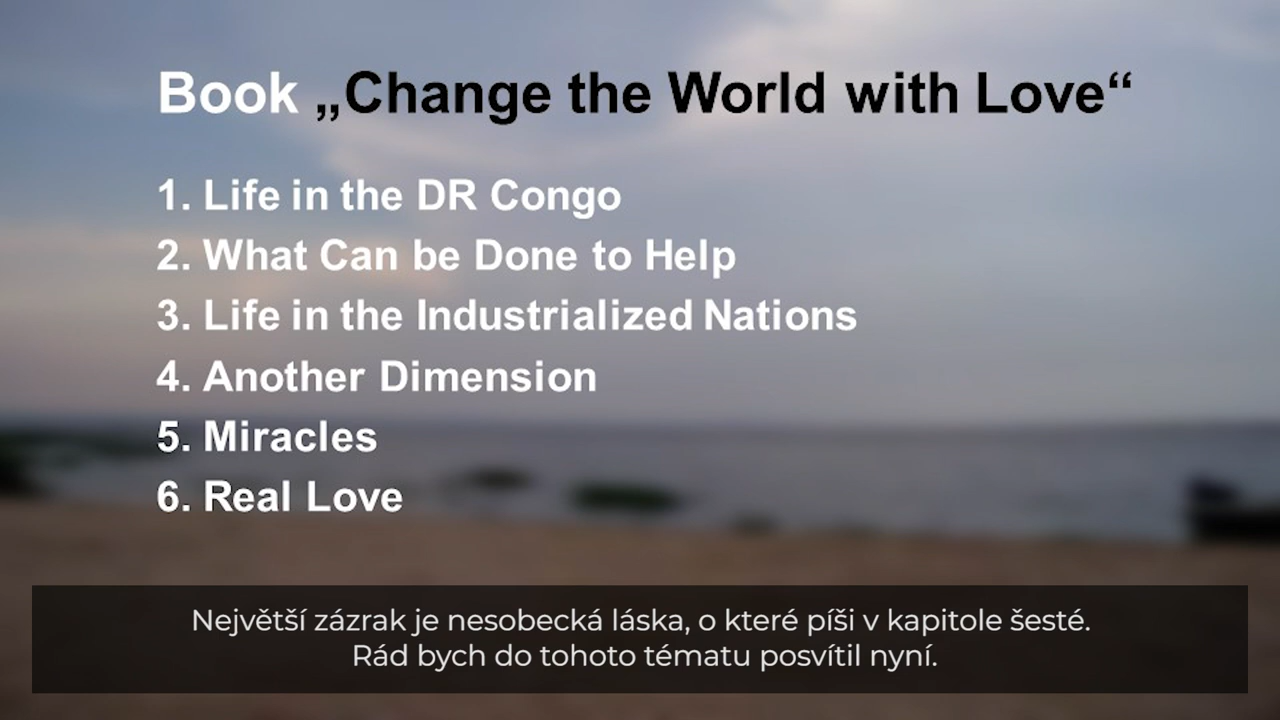 Book „Change the World with Love“
1. Life in the DR Congo
2. What Can be Done to Help
3. Life in the Industrialized Nations
4. Another Dimension
5. Miracles
6. Real Love
Největší zázrak je nesobecká láska, o které píši v kapitole šesté.
Rád bych do tohoto tématu posvítil nyní.